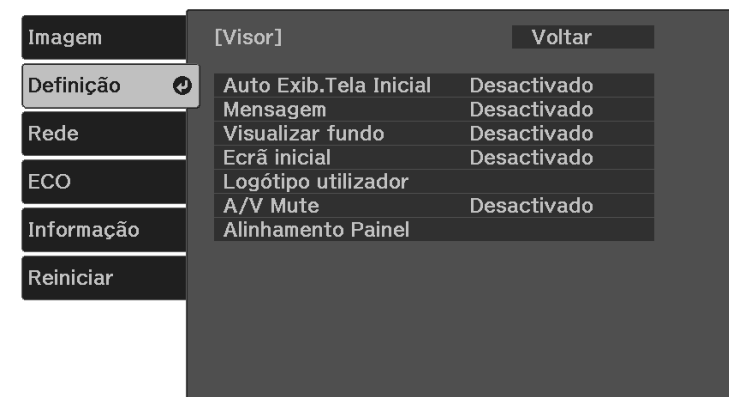 Imagem
Definição
Rede
ECO
Informação
Reiniciar
[Visor] Voltar
Auto Exib.Tela Inicial Desactivado
Mensagem Desactivado
Visualizar fundo Desactivado
Ecrã inicial Desactivado
Logótipo utilizador
A/V Mute Desactivado
Alinhamento Painel